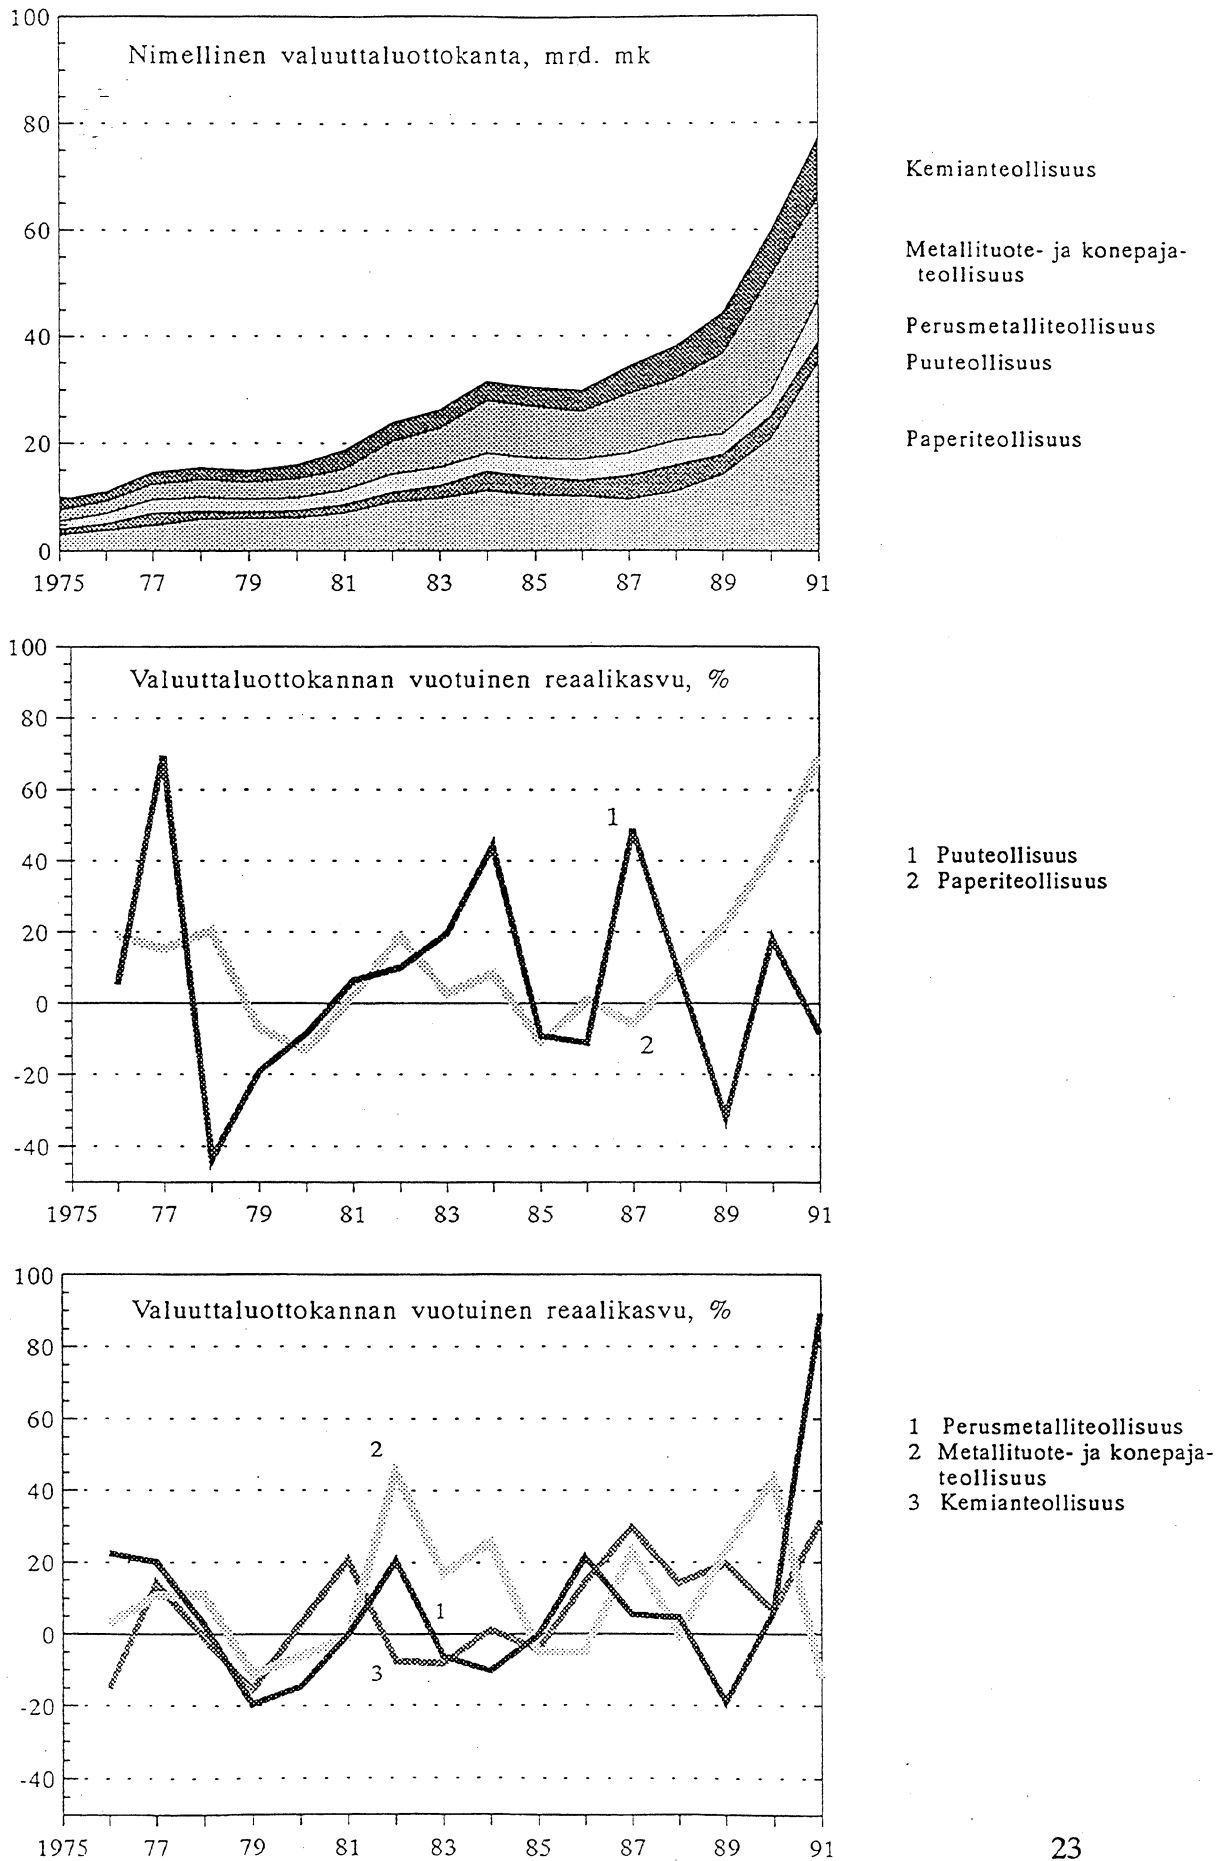 Nimellinen valuuttaluottokanta, mrd. mk
100
80
60
40
20
0
1975 77 79 81 83 85 87 89 91
Kemianteollisuus
Metallituote- ja konepaja-
teollisuus
Perusmetalliteollisuus
Puuteollisuus
Paperiteollisuus
Valuuttaluottokannan vuotuinen reaalikasvu, %
100
80
60
40
20
0
-20
-40
1
2
1975 77 79 81 83 85 87 89 91
1 Puuteollisuus
2 Paperiteollisuus
Valuuttaluottokannan vuotuinen reaalikasvu, %
100
80
60
40
20
0
-20
-40
2
1
3
1975 77 79 81 83 85 87 89 91
1 Perusmetalliteollisuus
2 Metallituote- ja konepaja-
teollisuus
3 Kemianteollisuus
23